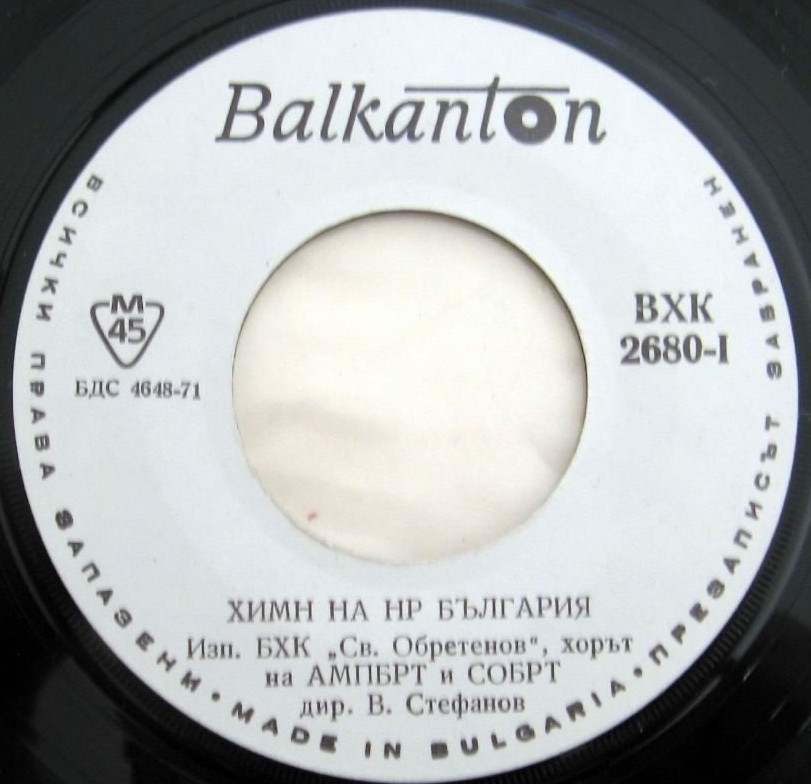 Balkanton
ВСИЧКИ ПРАВА ЗАПАЗЕНИ • MADE IN BULGARIA • ПРЕЗАПИСЪТ ЗАБРАНЕН
M
45
БДС 4648-71
ВХК
2680-I
ХИМН НА НР БЪЛГАРИЯ
Изп. БХК „Св. Обретенов“, хорът
на АМПБРТ и СОБРТ
дир. В. Стефанов